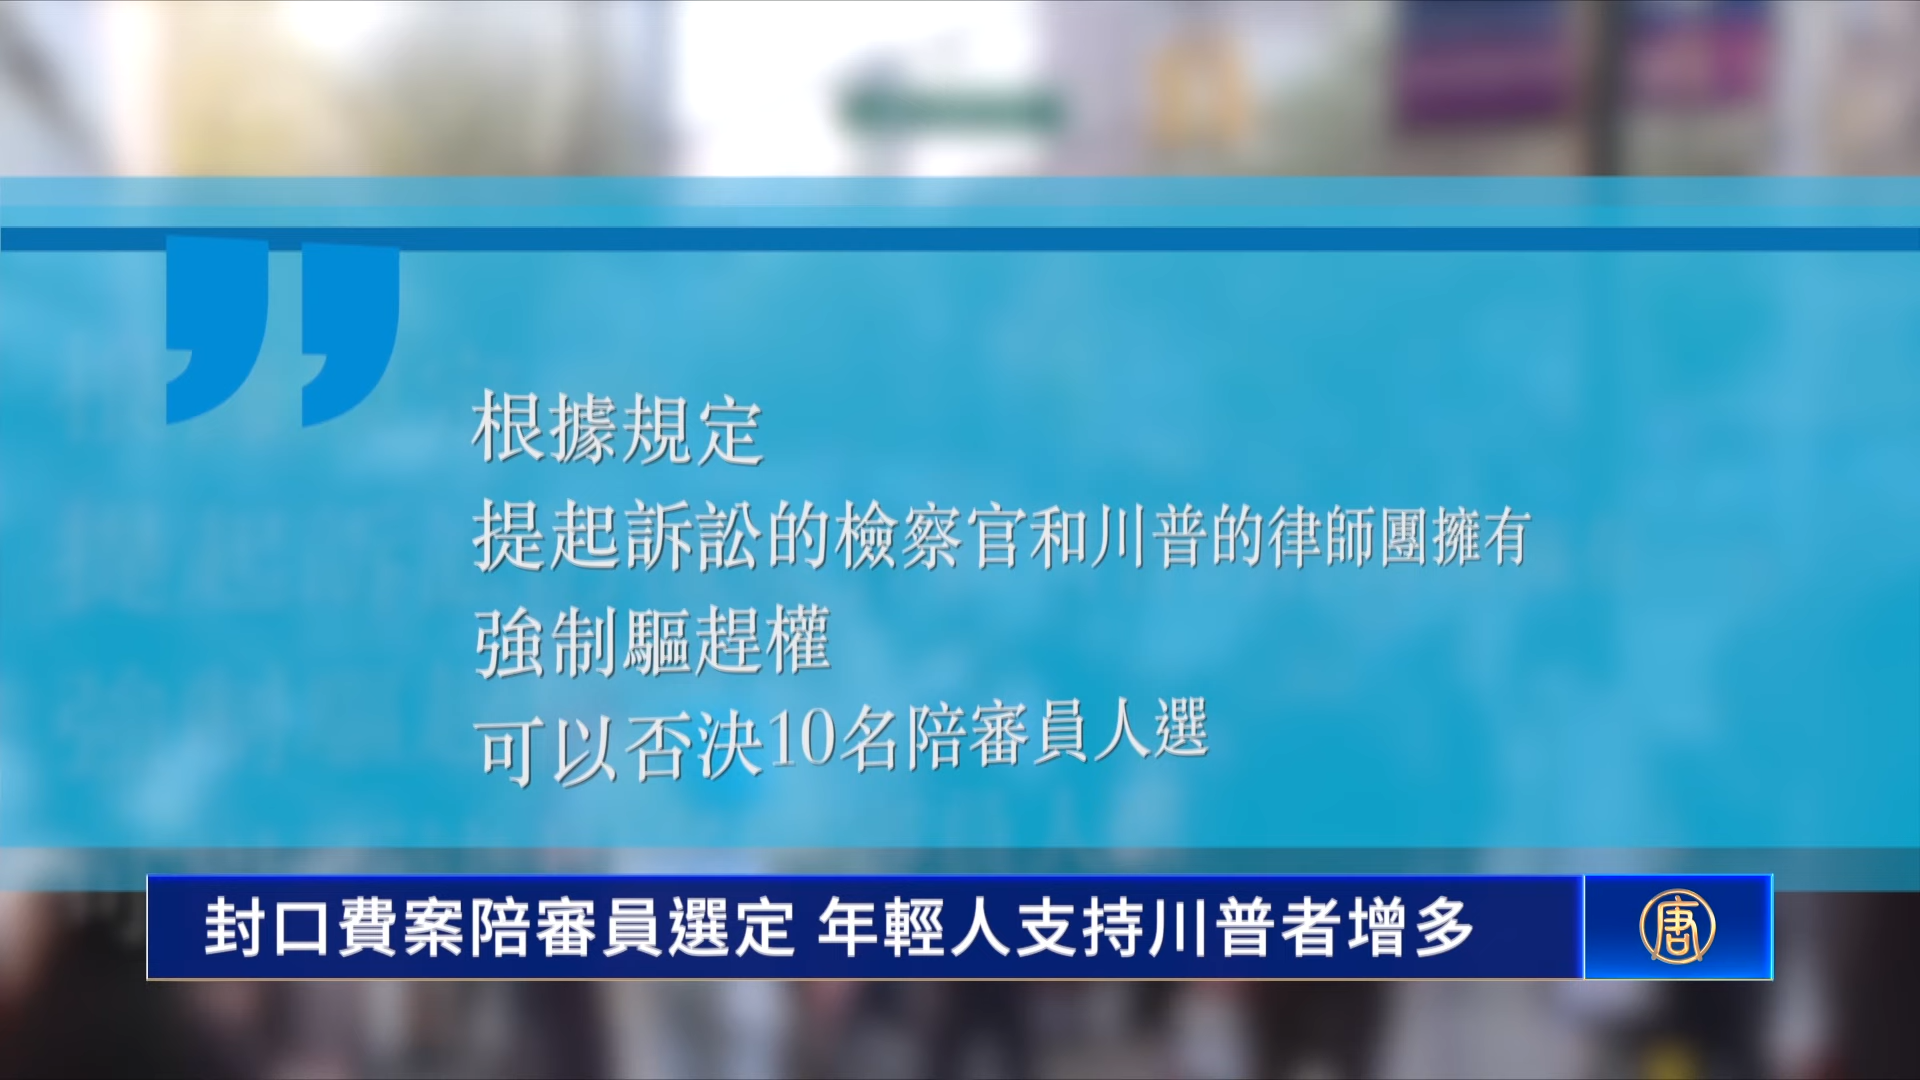 根據規定
提起訴訟的檢察官和川普的律師團擁有
強制驅趕權
可以否決10名陪審員人選
封口費案陪審員選定 年輕人支持川普者增多
唐